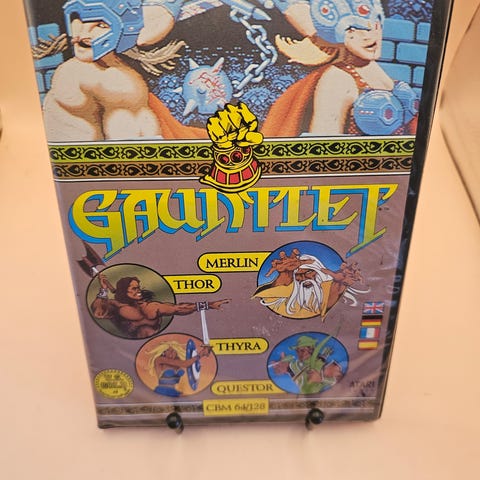 GAUNTLET
MERLIN
THOR
THYRA
QUESTOR
ATARI
CBM 64/128